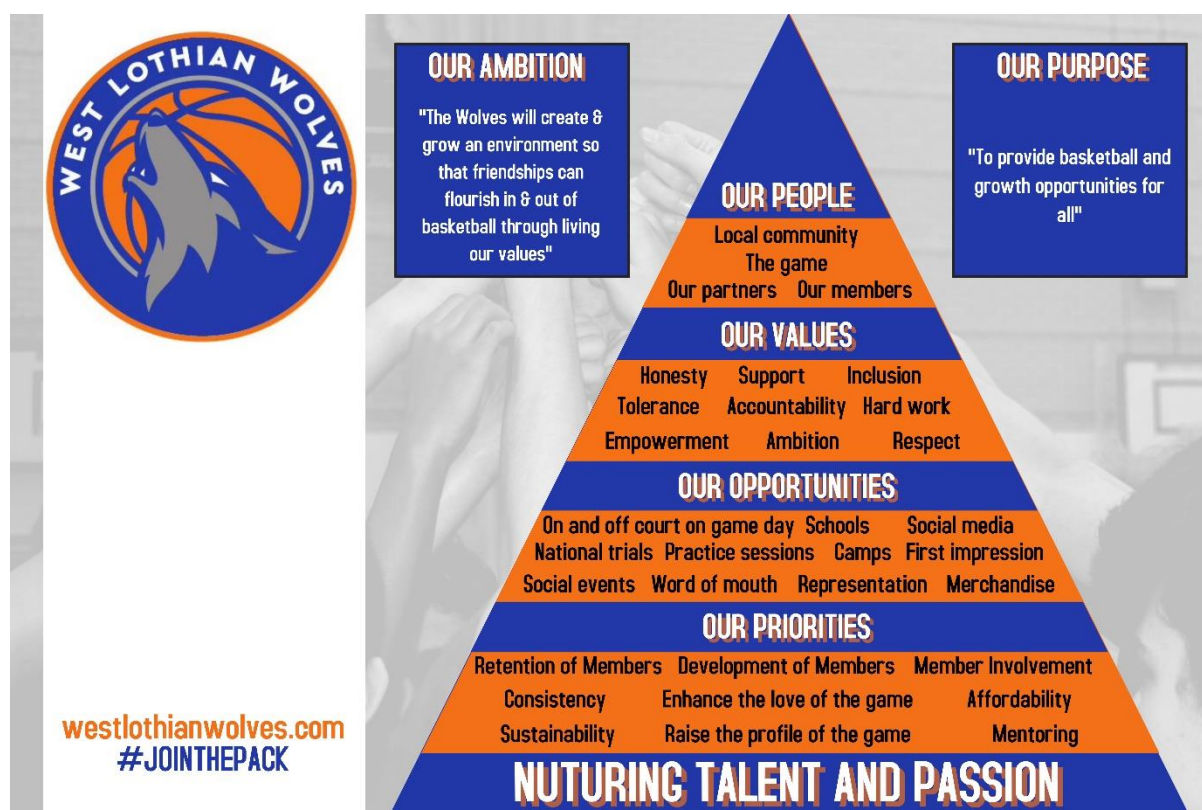 WEST LOTHIAN WOLVES
westlothianwolves.com
#JOINTHEPACK
OUR AMBITION
"The Wolves will create &
grow an environment so
that friendships can
flourish in & out of
basketball through living
our values"
OUR PURPOSE
"To provide basketball and
growth opportunities for
all"
OUR PEOPLE
Local community
The game
Our partners Our members
OUR VALUES
Honesty Support Inclusion
Tolerance Accountability Hard work
Empowerment Ambition Respect
OUR OPPORTUNITIES
On and off court on game day Schools Social media
National trials Practice sessions Camps First impression
Social events Word of mouth Representation Merchandise
OUR PRIORITIES
Retention of Members Development of Members Member Involvement
Consistency Enhance the love of the game Affordability
Sustainability Raise the profile of the game Mentoring
NUTURING TALENT AND PASSION